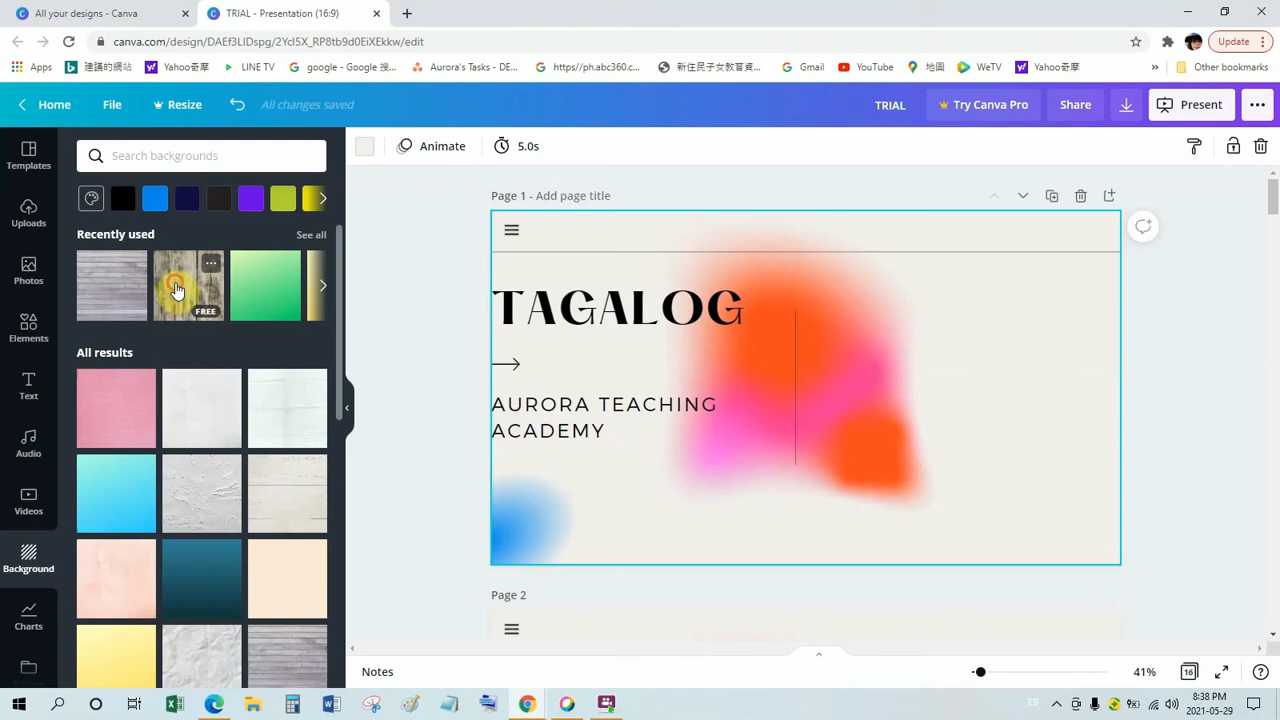 All your designs - Canva
TRIAL - Presentation (16:9)
canva.com/design/DAEf3LIDspg/2YcI5X_RP8tb9d0EiXEkkw/edit
Update
Apps
建議的網站
Yahoo奇摩
LINE TV
google - Google 搜...
Aurora's Tasks - DE...
https//ph.abc360.c...
新住民子女教育資...
Gmail
YouTube
地圖
WeTV
Yahoo奇摩
Other bookmarks
Home
File
Resize
All changes saved
TRIAL
Try Canva Pro
Share
Present
Templates
Uploads
Photos
Elements
Text
Audio
Videos
Background
Charts
Search backgrounds
Recently used
See all
FREE
All results
Animate
5.0s
Page 1 - Add page title
TAGALOG
AURORA TEACHING
ACADEMY
Page 2
Notes
41%
16
8:38 PM
2021-05-29